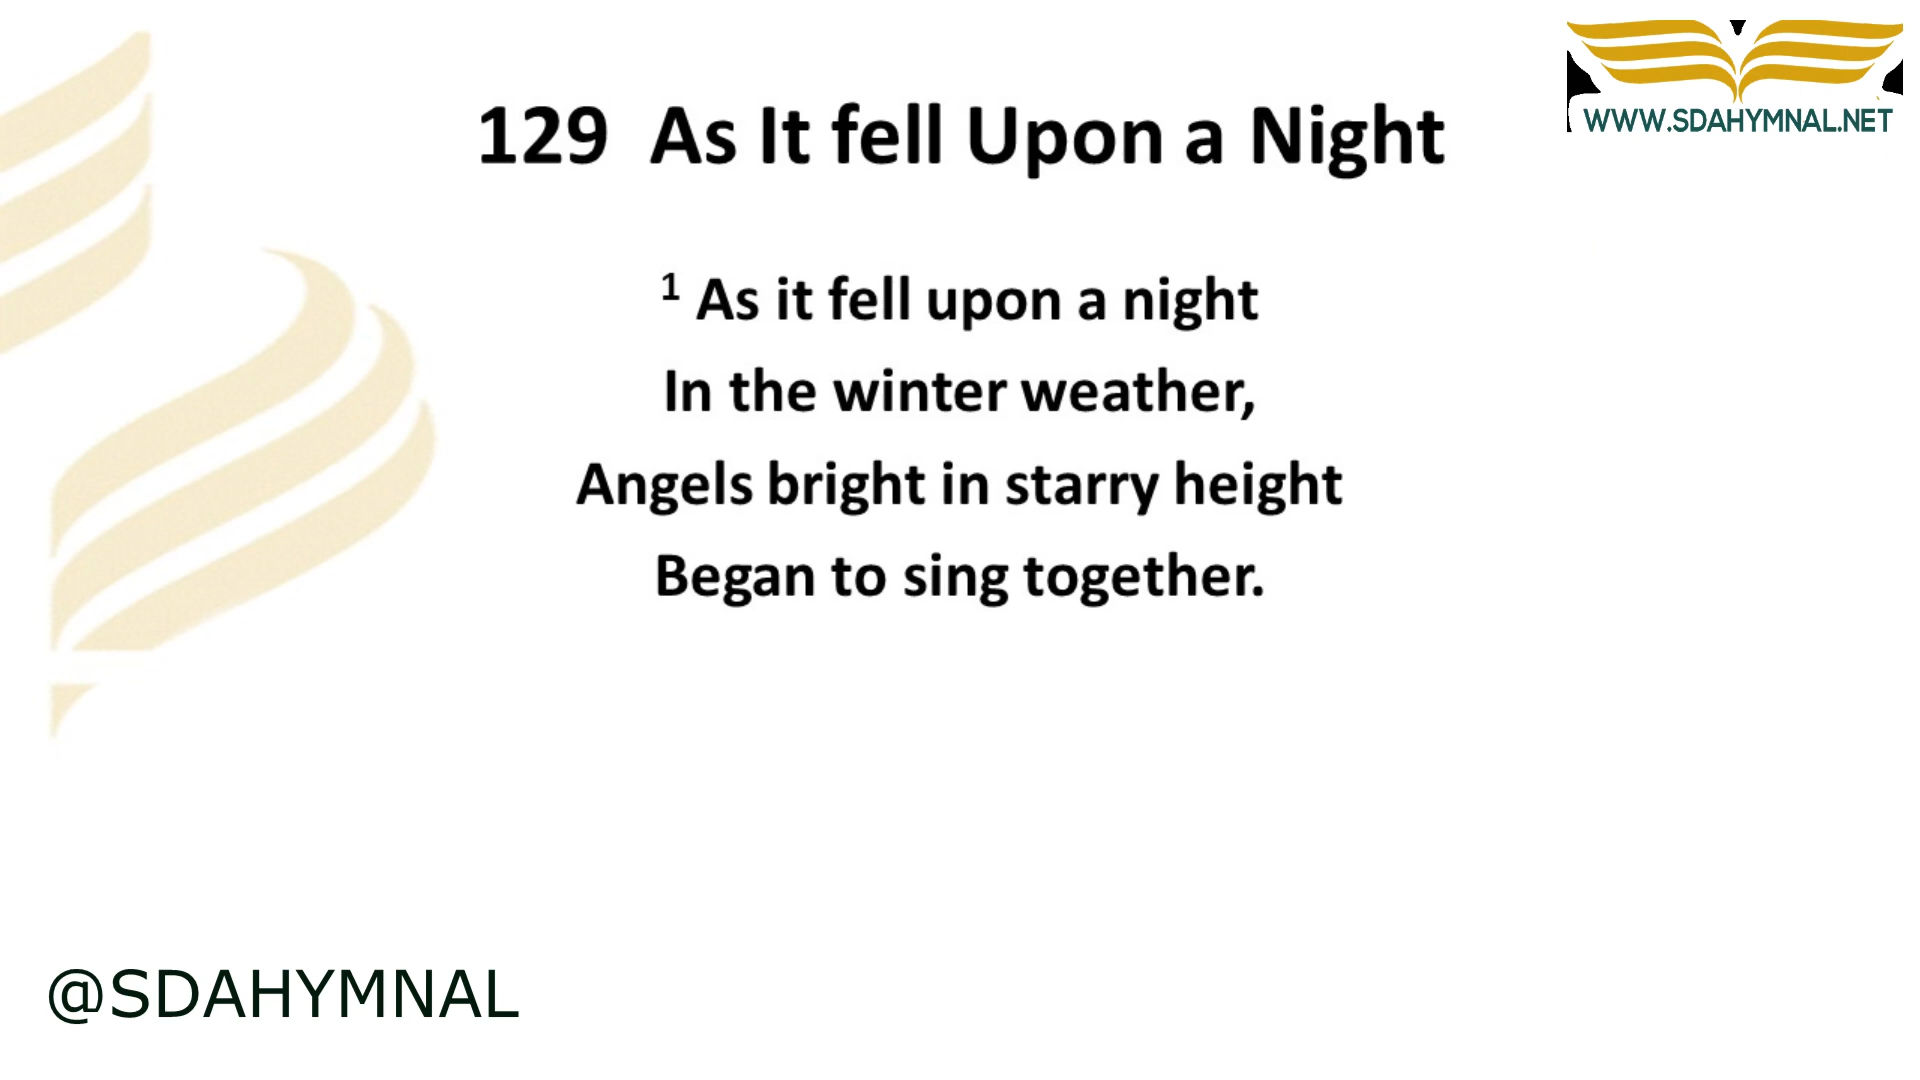 WWW.SDAHYMNAL.NET
129 As It fell Upon a Night
1 As it fell upon a night
In the winter weather,
Angels bright in starry height
Began to sing together.
@SDAHYMNAL